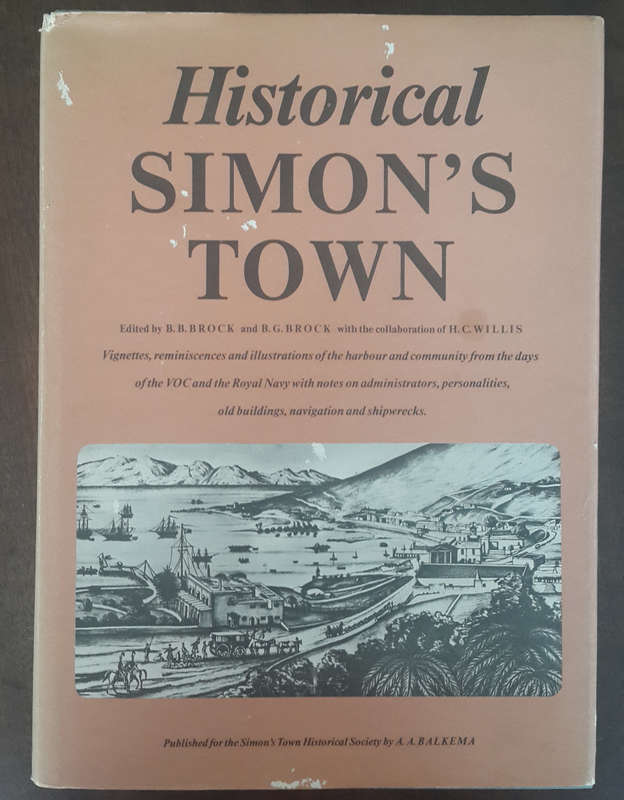 Historical
SIMON'S
TOWN
Edited by B. B. BROCK and B. G. BROCK with the collaboration of H. C. WILLIS
Vignettes, reminiscences and illustrations of the harbour and community from the days
of the VOC and the Royal Navy with notes on administrators, personalities,
old buildings, navigation and shipwrecks.
Published for the Simon's Town Historical Society by A. A. BALKEMA